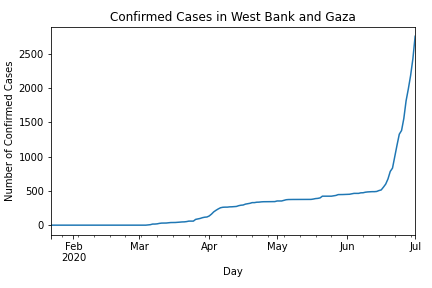 Confirmed Cases in West Bank and Gaza
Number of Confirmed Cases
2500
2000
1500
1000
500
0
Feb
2020
Mar
Apr
May
Jun
Jul
Day